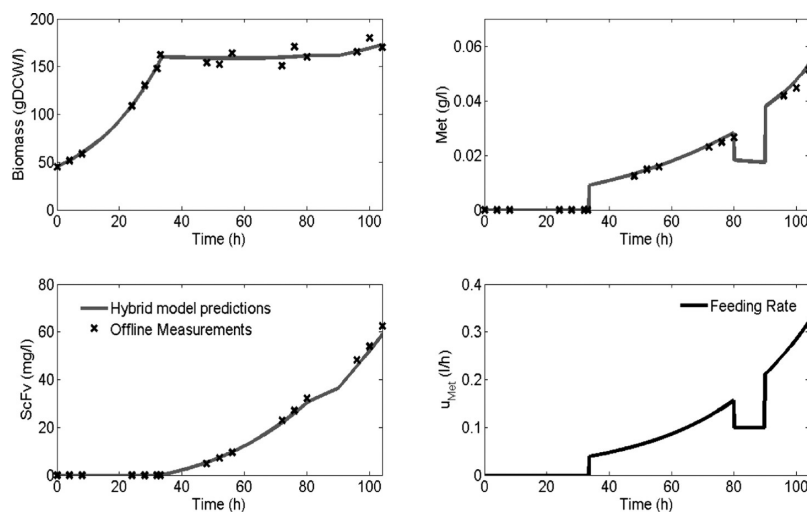 200
150
100
50
0
Biomass (gDCW/l)
0 20 40 60 80 100
Time (h)
0.06
0.04
0.02
0
Met (g/l)
0 20 40 60 80 100
Time (h)
80
60
40
20
0
ScFv (mg/l)
Hybrid model predictions
Offline Measurements
0 20 40 60 80 100
Time (h)
0.4
0.3
0.2
0.1
0
u_Met (l/h)
Feeding Rate
0 20 40 60 80 100
Time (h)